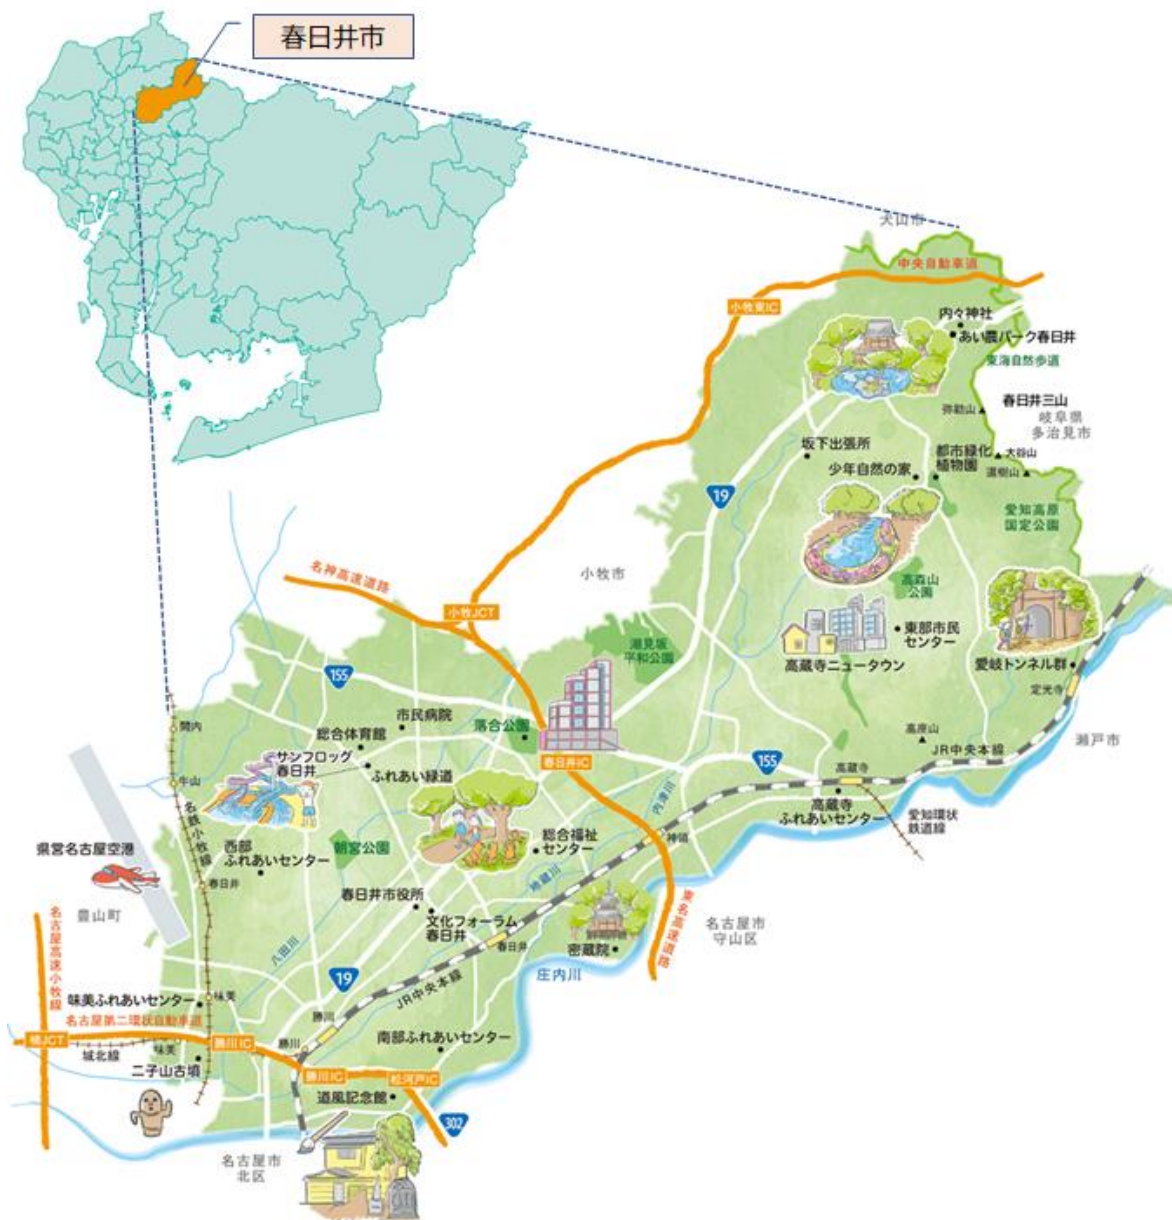 春日井市
犬山市
中央自動車道
小牧東IC
内々神社
あい農パーク春日井
東海自然歩道
春日井三山
弥勒山
岐阜県
多治見市
坂下出張所
都市緑化
植物園
大谷山
少年自然の家
道樹山
19
愛知高原
国定公園
小牧市
名神高速道路
高森山
公園
小牧JCT
東部市民
センター
潮見坂
平和公園
高蔵寺ニュータウン
愛岐トンネル群
定光寺
155
市民病院
落合公園
高座山
瀬戸市
間内
総合体育館
JR中央本線
サンフロッグ
春日井
春日井IC
155
高蔵寺
ふれあい緑道
牛山
内津川
高蔵寺
ふれあいセンター
愛知環状
鉄道線
名鉄小牧線
神領
西部
ふれあいセンター
朝宮公園
総合福祉
センター
県営名古屋空港
春日井
地蔵川
春日井市役所
豊山町
文化フォーラム
春日井
東名高速道路
名古屋市
守山区
春日井
密蔵院
八田川
名古屋高速小牧線
19
庄内川
JR中央本線
味美ふれあいセンター
味美
勝川
名古屋第二環状自動車道
楠JCT
城北線
味美
勝川IC
勝川
南部ふれあいセンター
二子山古墳
勝川IC
松河戸IC
道風記念館
302
名古屋市
北区